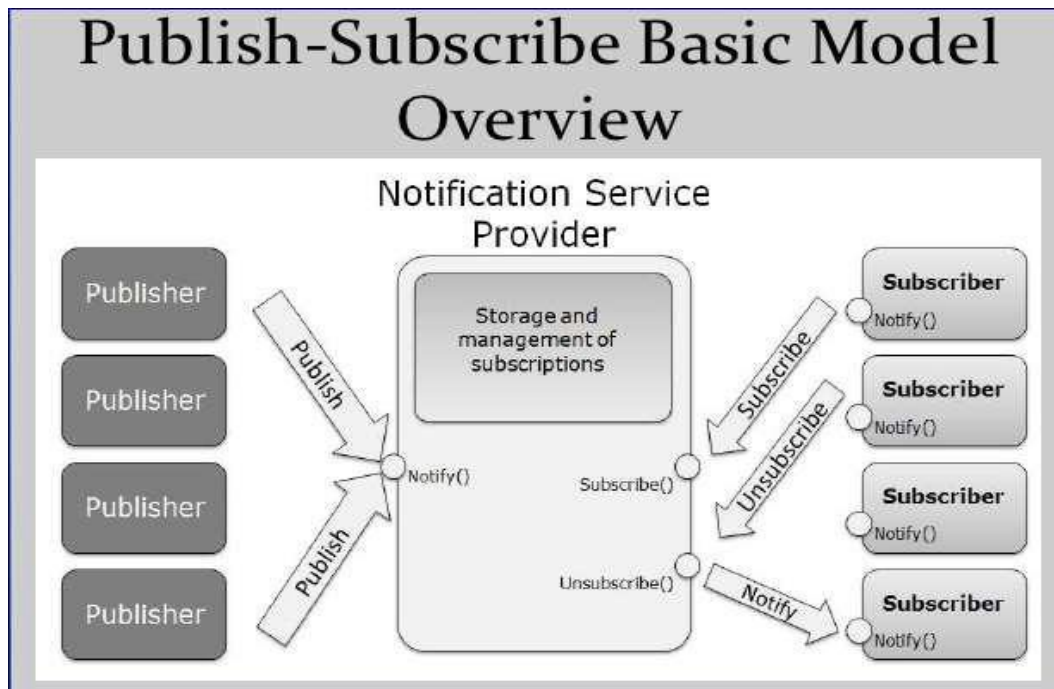 Publish-Subscribe Basic Model
Overview
Notification Service
Provider
Publisher
Publisher
Publisher
Publisher
Publish
Publish
Storage and
management of
subscriptions
Notify()
Subscribe()
Unsubscribe()
Subscribe
Unsubscribe
Notify
Subscriber
Notify()
Subscriber
Notify()
Subscriber
Notify()
Subscriber
Notify()